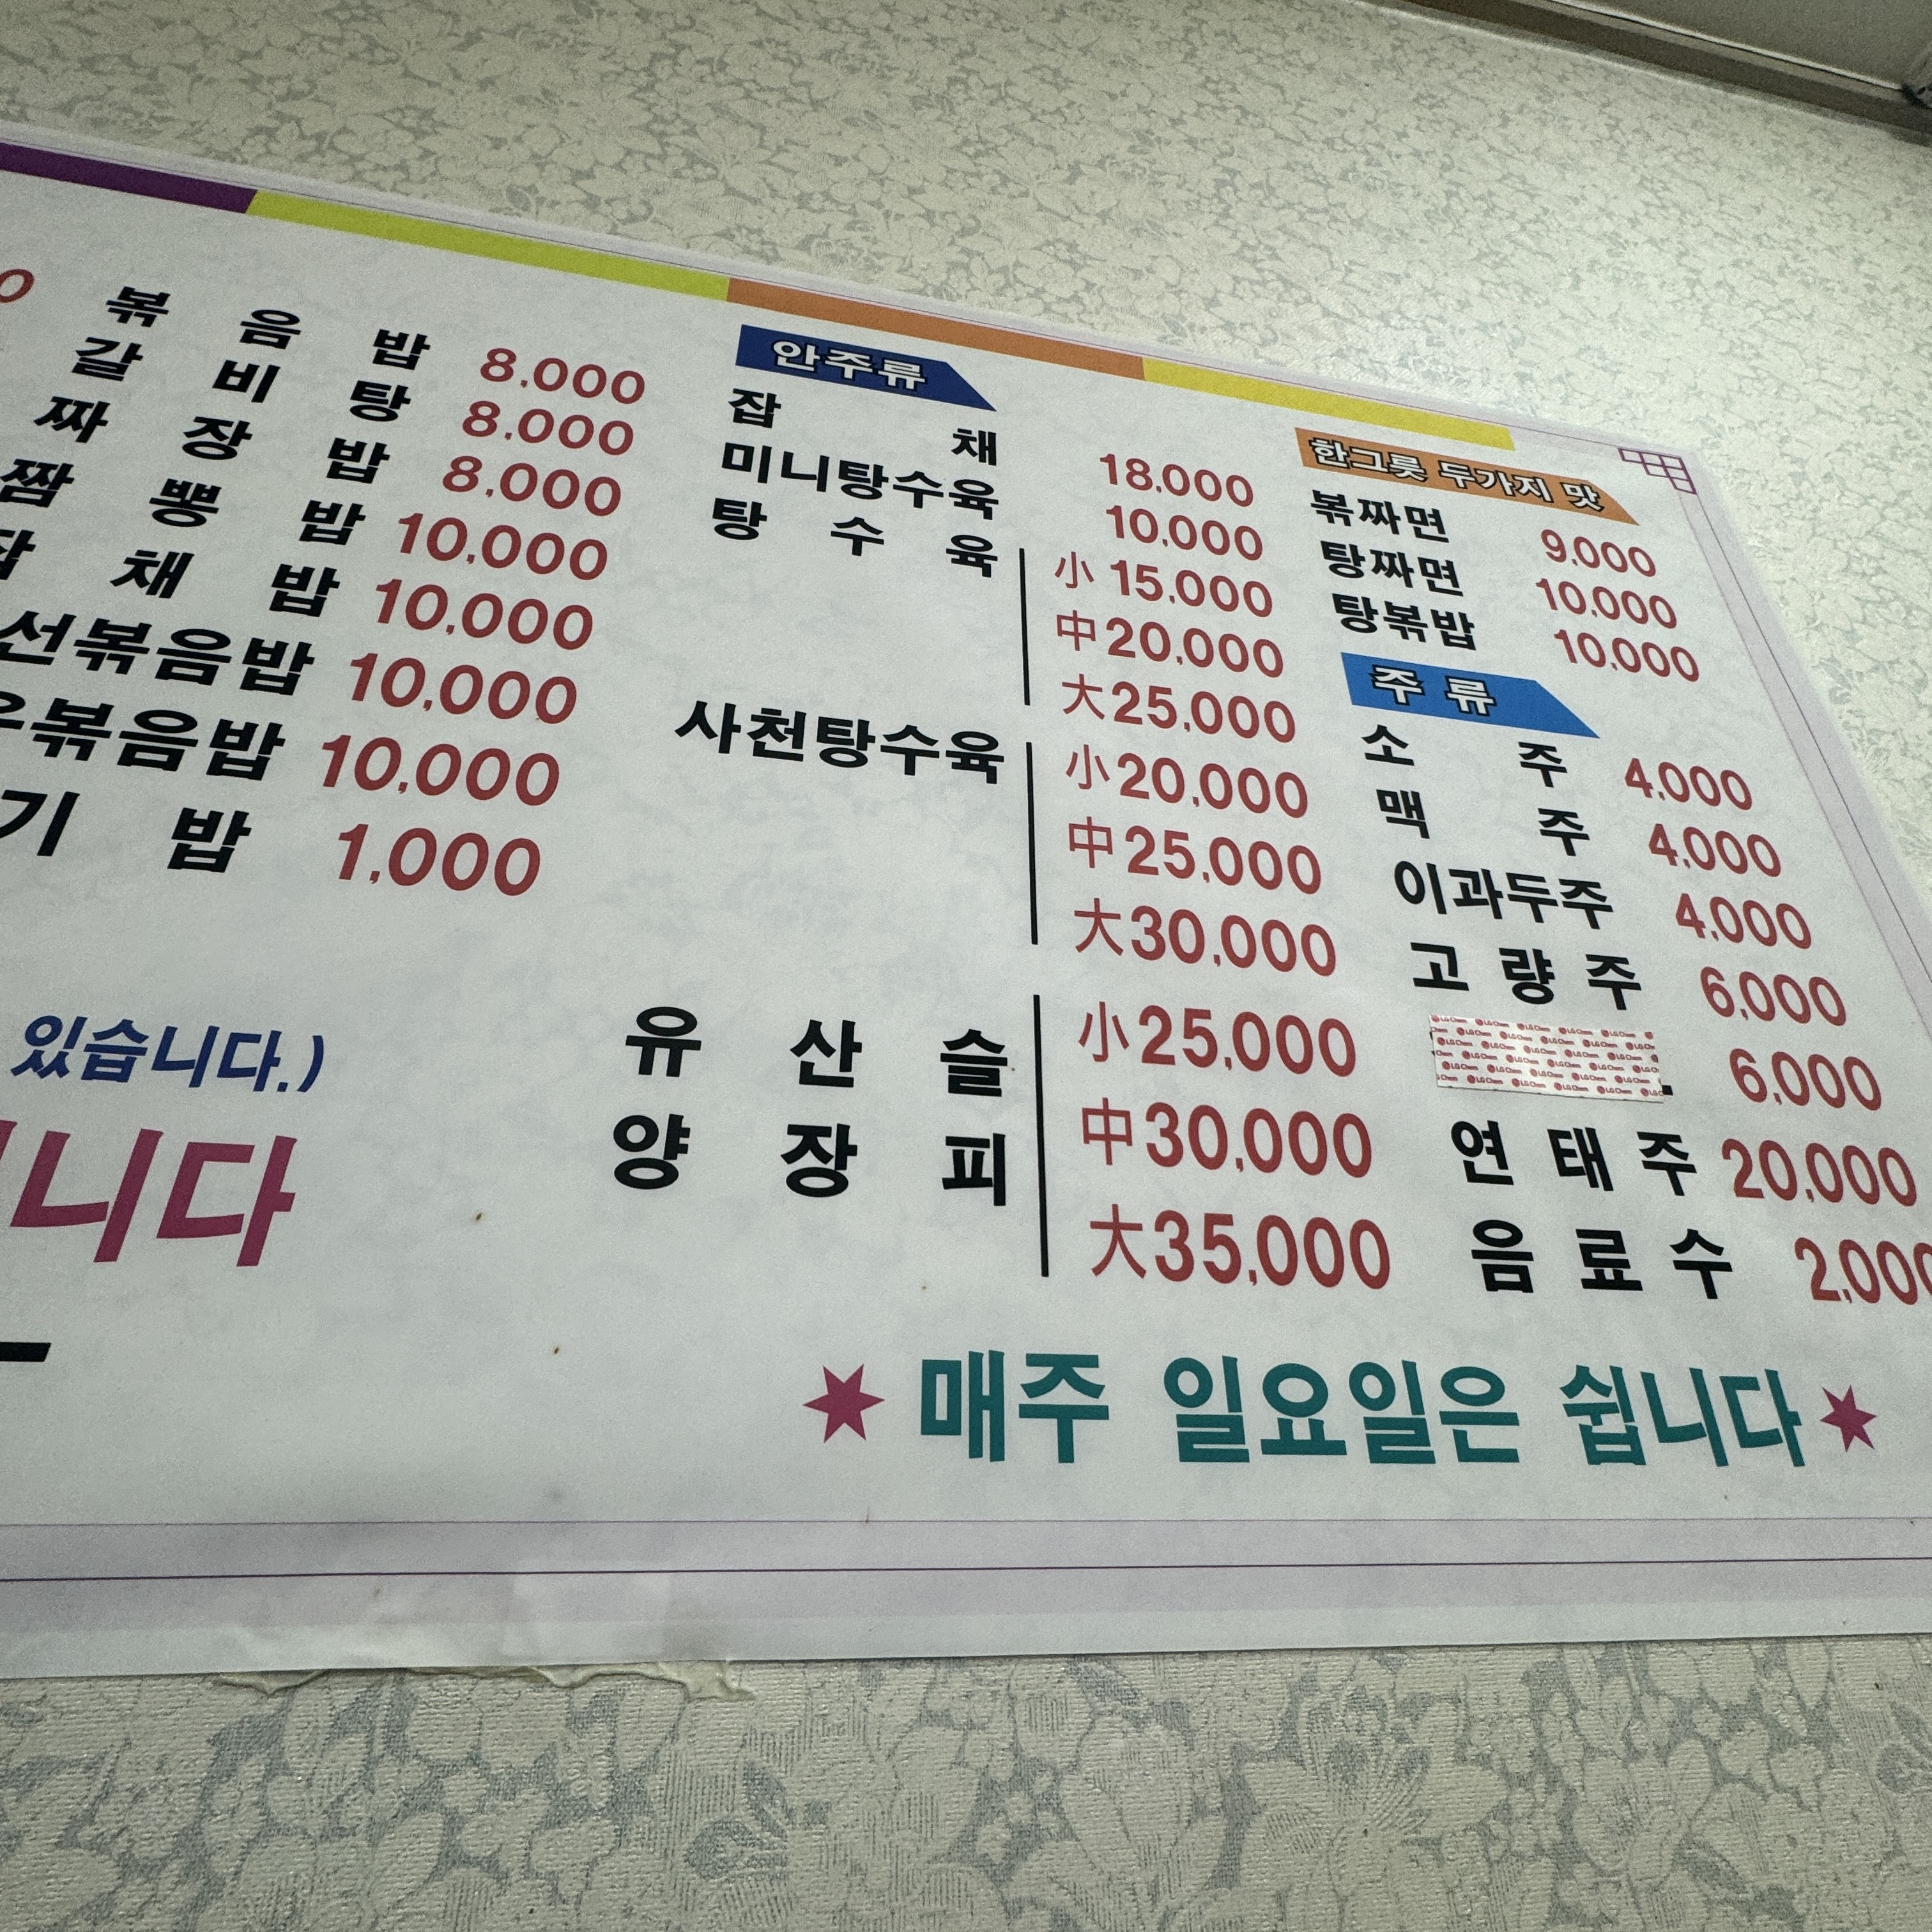 볶음밥 8,000
갈비탕 8,000
짜장밥 8,000
짬뽕밥 10,000
채밥 10,000
선볶음밥 10,000
볶음밥 10,000
기밥 1,000
있습니다.)
니다
안주류
잡채 18,000
미니탕수육 10,000
탕수육 小 15,000
中 20,000
大 25,000
사천탕수육 小 20,000
中 25,000
大 30,000
유산슬 小 25,000
양장피 中 30,000
大 35,000
한그릇 두가지 맛
볶짜면 9,000
탕짜면 10,000
탕볶밥 10,000
주류
소주 4,000
맥주 4,000
이과두주 4,000
고량주 6,000
LG Chem 6,000
연태주 20,000
음료수 2,000
매주 일요일은 쉽니다